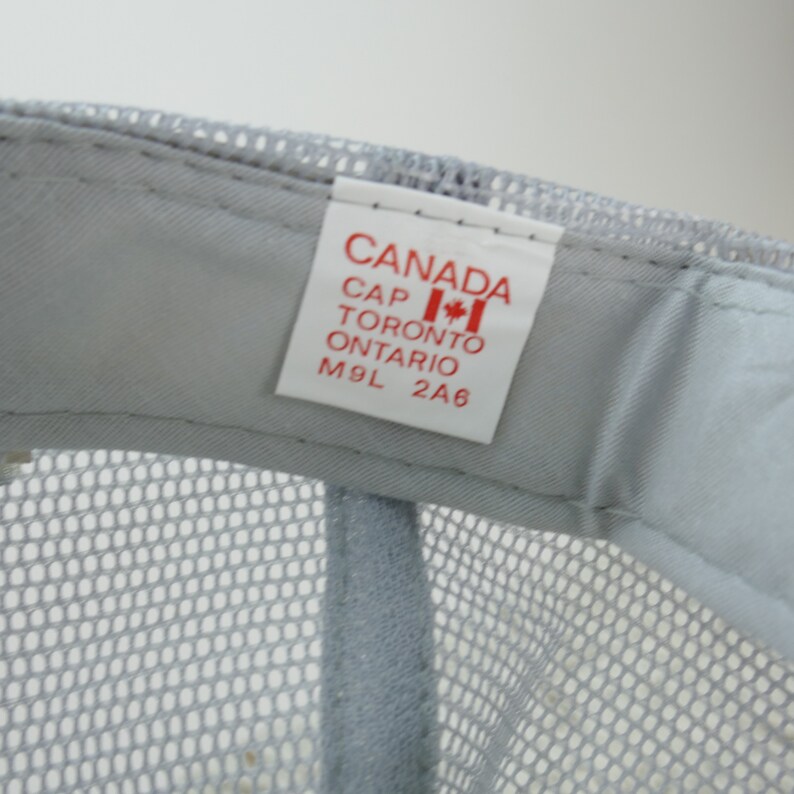 CANADA
CAP
TORONTO
ONTARIO
M9L 2A6